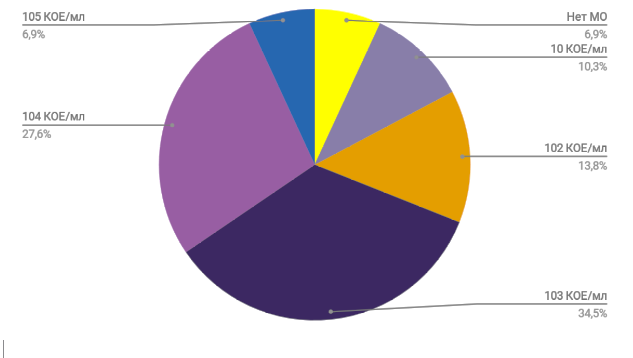 105 КОЕ/мл
6,9%
Нет МО
6,9%
10 КОЕ/мл
10,3%
104 КОЕ/мл
27,6%
102 КОЕ/мл
13,8%
103 КОЕ/мл
34,5%